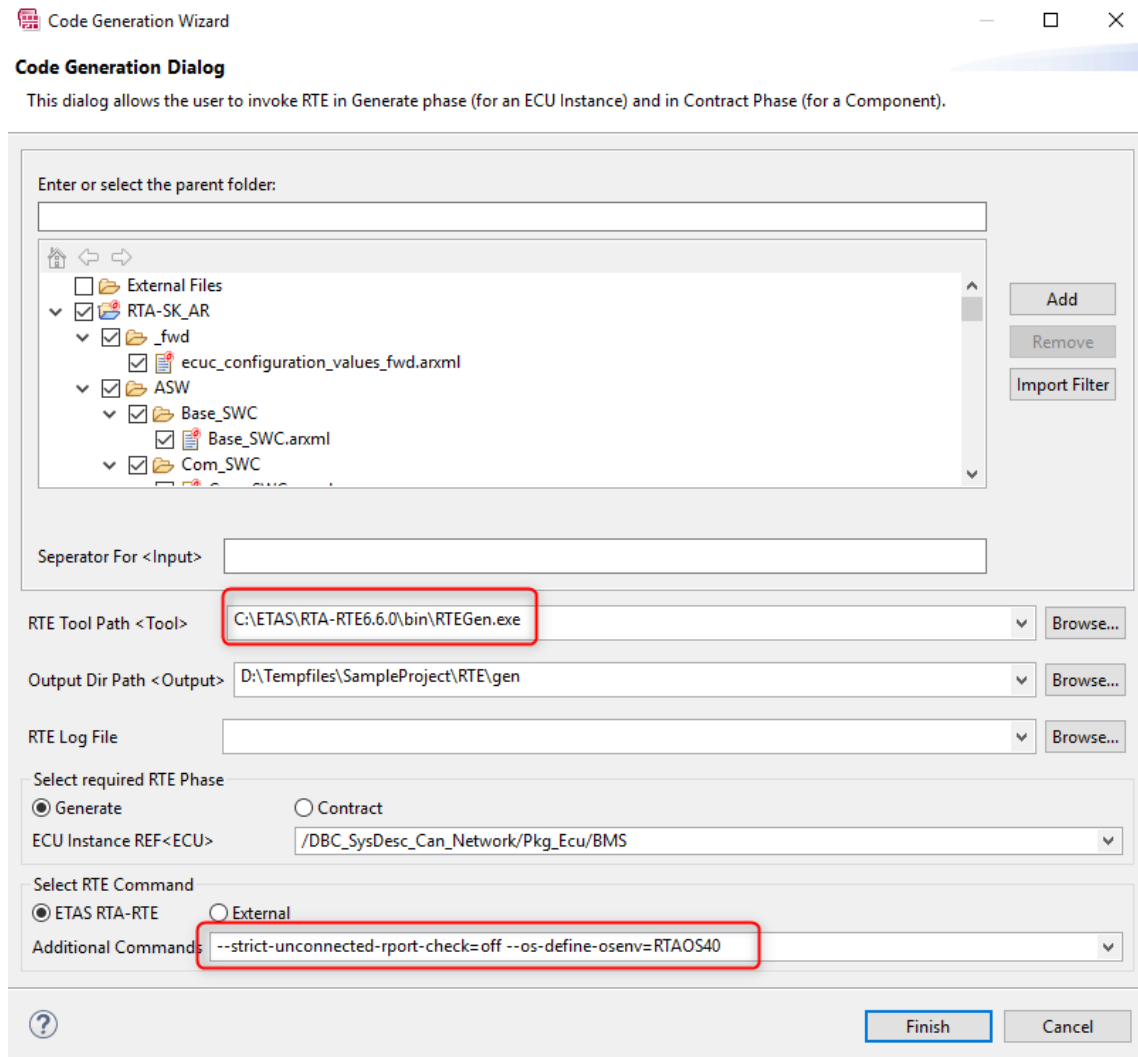 Code Generation Wizard
Code Generation Dialog
This dialog allows the user to invoke RTE in Generate phase (for an ECU Instance) and in Contract Phase (for a Component).
Enter or select the parent folder:
External Files
RTA-SK_AR
_fwd
ecuc_configuration_values_fwd.arxml
ASW
Base_SWC
Base_SWC.arxml
Com_SWC
Add
Remove
Import Filter
Seperator For <Input>
RTE Tool Path <Tool> C:\ETAS\RTA-RTE6.6.0\bin\RTEGen.exe Browse...
Output Dir Path <Output> D:\Tempfiles\SampleProject\RTE\gen Browse...
RTE Log File Browse...
Select required RTE Phase
Generate Contract
ECU Instance REF<ECU> /DBC_SysDesc_Can_Network/Pkg_Ecu/BMS
Select RTE Command
ETAS RTA-RTE External
Additional Commands --strict-unconnected-rport-check=off --os-define-osenv=RTAOS40
? Finish Cancel